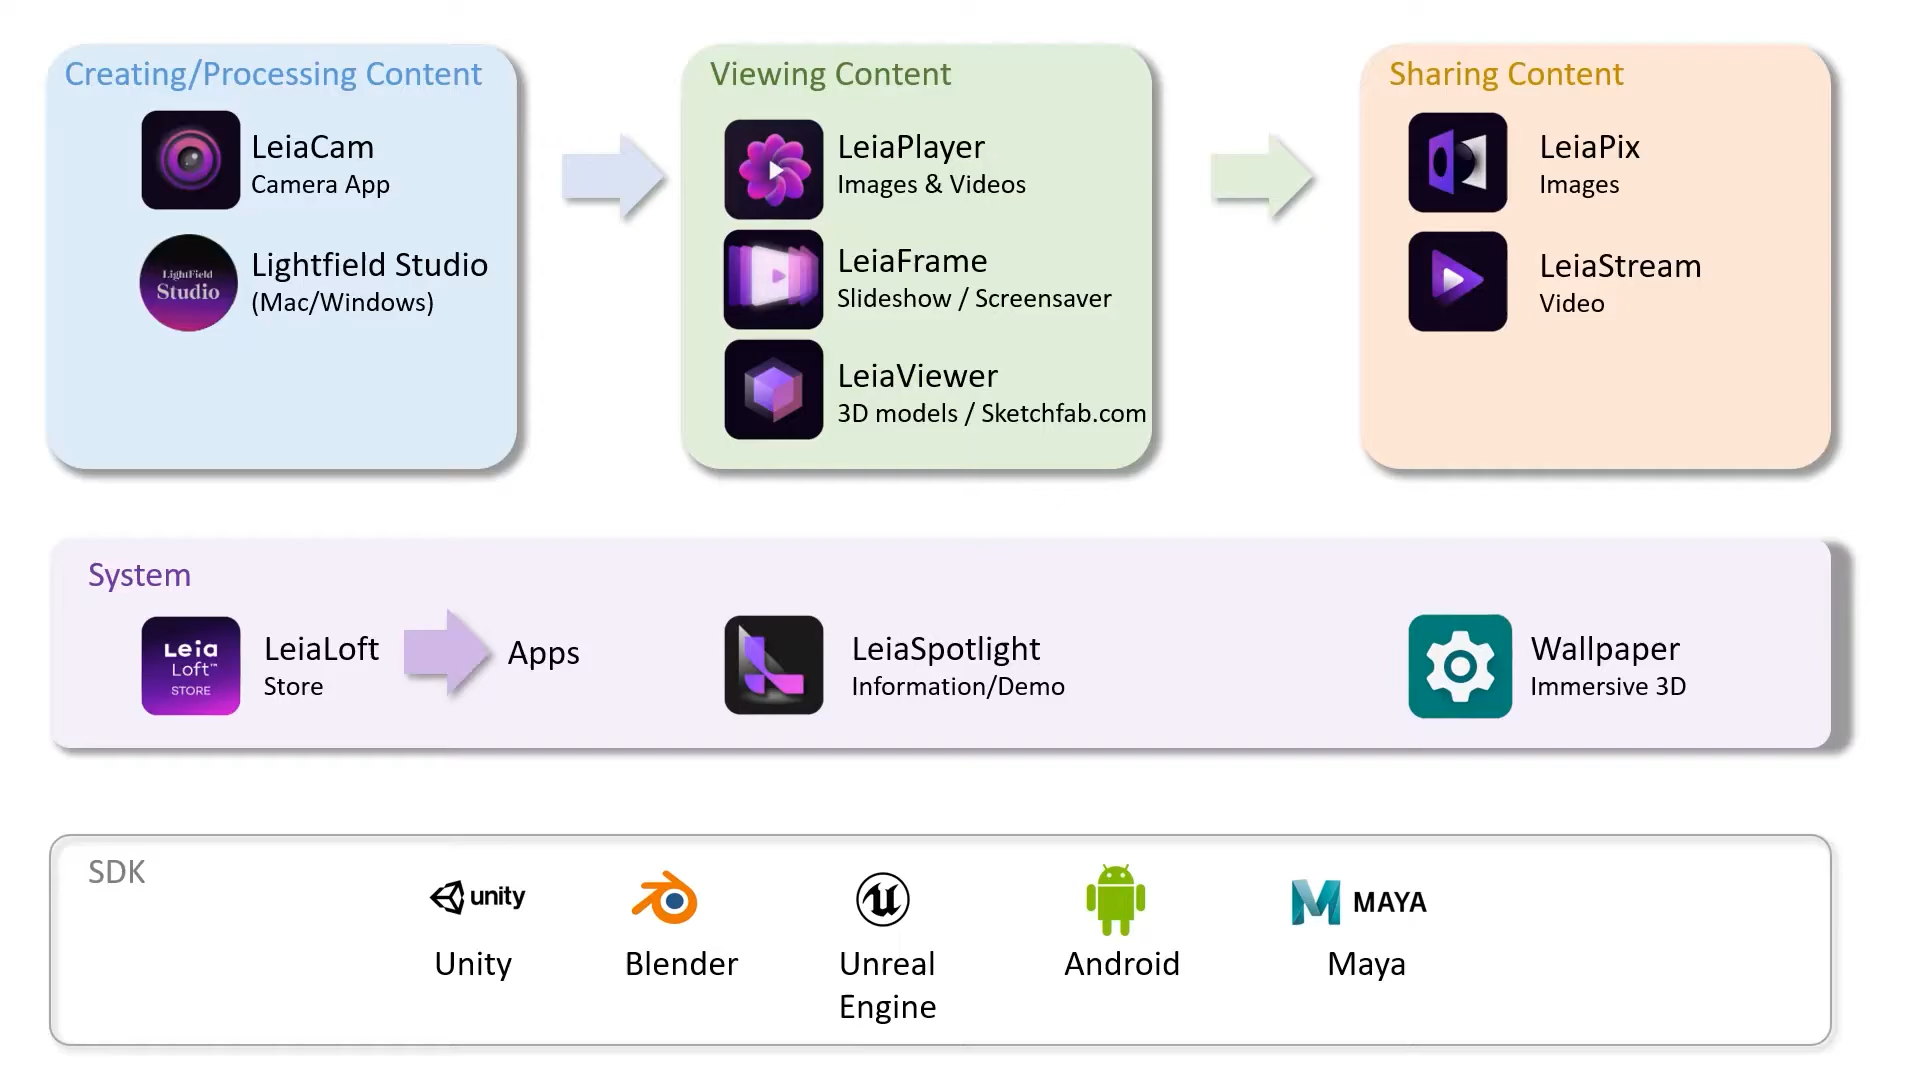 Creating/Processing Content
LeiaCam
Camera App
LightField
Studio
Lightfield Studio
(Mac/Windows)
Viewing Content
LeiaPlayer
Images & Videos
LeiaFrame
Slideshow / Screensaver
LeiaViewer
3D models / Sketchfab.com
Sharing Content
LeiaPix
Images
LeiaStream
Video
System
Leia
Loft™
STORE
LeiaLoft
Store
Apps
LeiaSpotlight
Information/Demo
Wallpaper
Immersive 3D
SDK
unity
Unity
Blender
Unreal
Engine
Android
MAYA
Maya